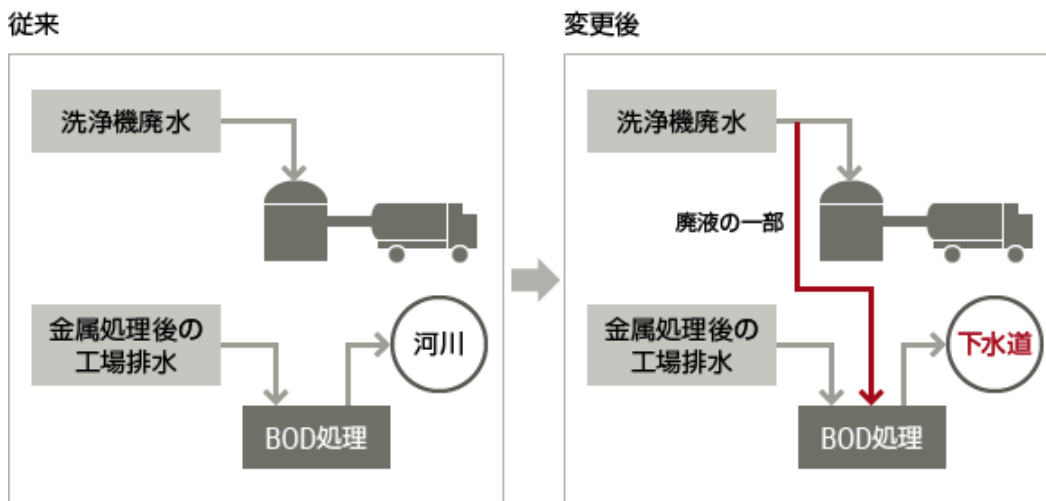 従来
洗浄機廃水
金属処理後の
工場排水
河川
BOD処理
変更後
洗浄機廃水
廃液の一部
金属処理後の
工場排水
下水道
BOD処理